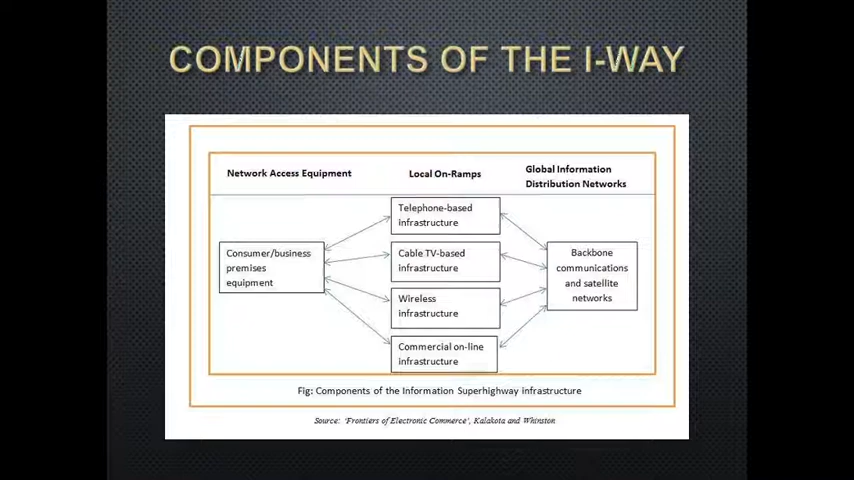 COMPONENTS OF THE I-WAY
Network Access Equipment
Local On-Ramps
Global Information
Distribution Networks
Consumer/business
premises
equipment
Telephone-based
infrastructure
Cable TV-based
infrastructure
Wireless
infrastructure
Commercial on-line
infrastructure
Backbone
communications
and satellite
networks
Fig: Components of the Information Superhighway infrastructure
Source: 'Frontiers of Electronic Commerce', Kalakota and Whinston